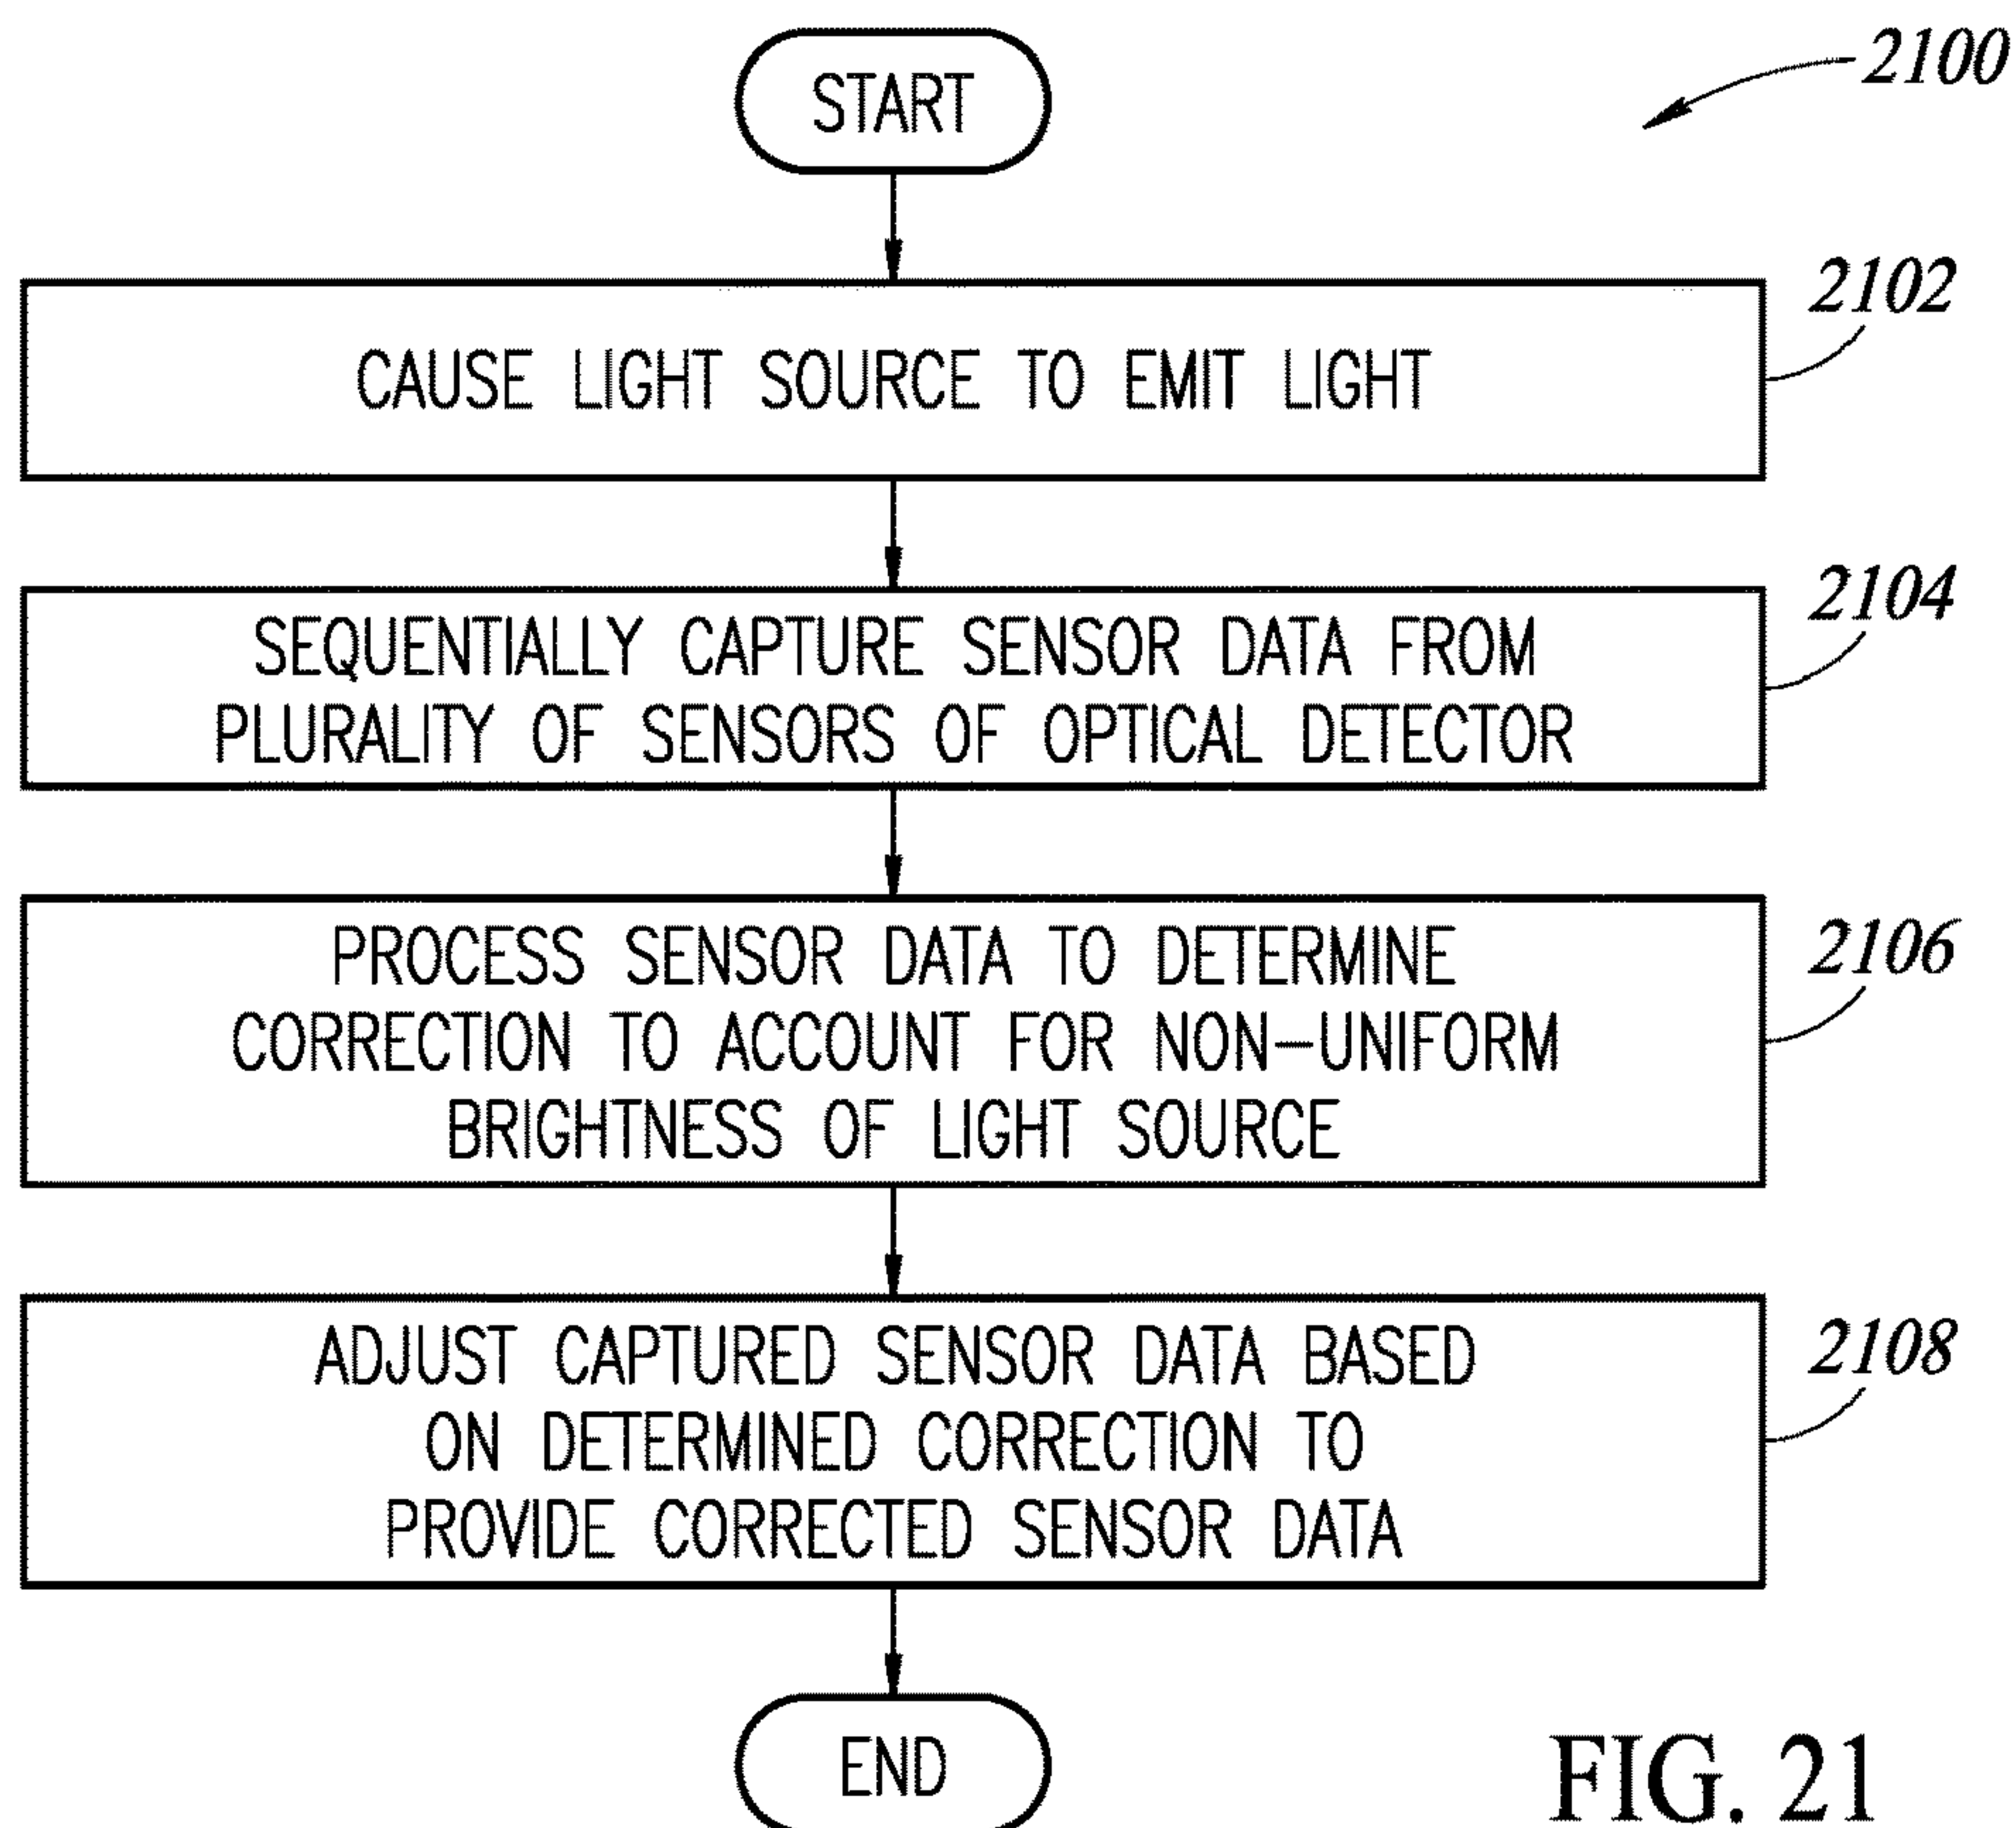 START
2100
2102
CAUSE LIGHT SOURCE TO EMIT LIGHT
2104
SEQUENTIALLY CAPTURE SENSOR DATA FROM
PLURALITY OF SENSORS OF OPTICAL DETECTOR
2106
PROCESS SENSOR DATA TO DETERMINE
CORRECTION TO ACCOUNT FOR NON-UNIFORM
BRIGHTNESS OF LIGHT SOURCE
2108
ADJUST CAPTURED SENSOR DATA BASED
ON DETERMINED CORRECTION TO
PROVIDE CORRECTED SENSOR DATA
END
FIG. 21